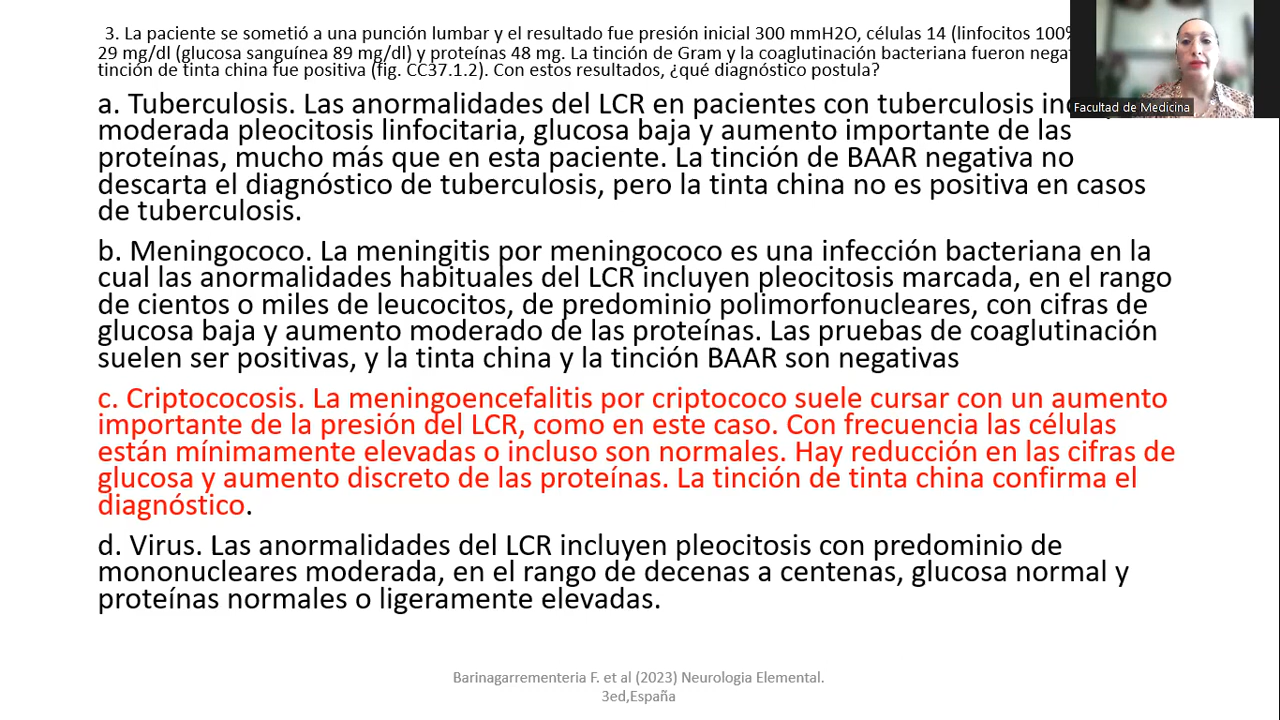 3. La paciente se sometió a una punción lumbar y el resultado fue presión inicial 300 mmH2O, células 14 (linfocitos 100%
29 mg/dl (glucosa sanguínea 89 mg/dl) y proteínas 48 mg. La tinción de Gram y la coaglutinación bacteriana fueron
tinción de tinta china fue positiva (fig. CC37.1.2). Con estos resultados, ¿qué diagnóstico postula?
Facultad de Medicina
a. Tuberculosis. Las anormalidades del LCR en pacientes con tuberculosis
moderada pleocitosis linfocitaria, glucosa baja y aumento importante de las
proteínas, mucho más que en esta paciente. La tinción de BAAR negativa no
descarta el diagnóstico de tuberculosis, pero la tinta china no es positiva en casos
de tuberculosis.
b. Meningococo. La meningitis por meningococo es una infección bacteriana en la
cual las anormalidades habituales del LCR incluyen pleocitosis marcada, en el rango
de cientos o miles de leucocitos, de predominio polimorfonucleares, con cifras de
glucosa baja y aumento moderado de las proteínas. Las pruebas de coaglutinación
suelen ser positivas, y la tinta china y la tinción BAAR son negativas
c. Criptococosis. La meningoencefalitis por criptococo suele cursar con un aumento
importante de la presión del LCR, como en este caso. Con frecuencia las células
están mínimamente elevadas o incluso son normales. Hay reducción en las cifras de
glucosa y aumento discreto de las proteínas. La tinción de tinta china confirma el
diagnóstico.
d. Virus. Las anormalidades del LCR incluyen pleocitosis con predominio de
mononucleares moderada, en el rango de decenas a centenas, glucosa normal y
proteínas normales o ligeramente elevadas.
Barinagarrementeria F. et al (2023) Neurologia Elemental.
3ed,España